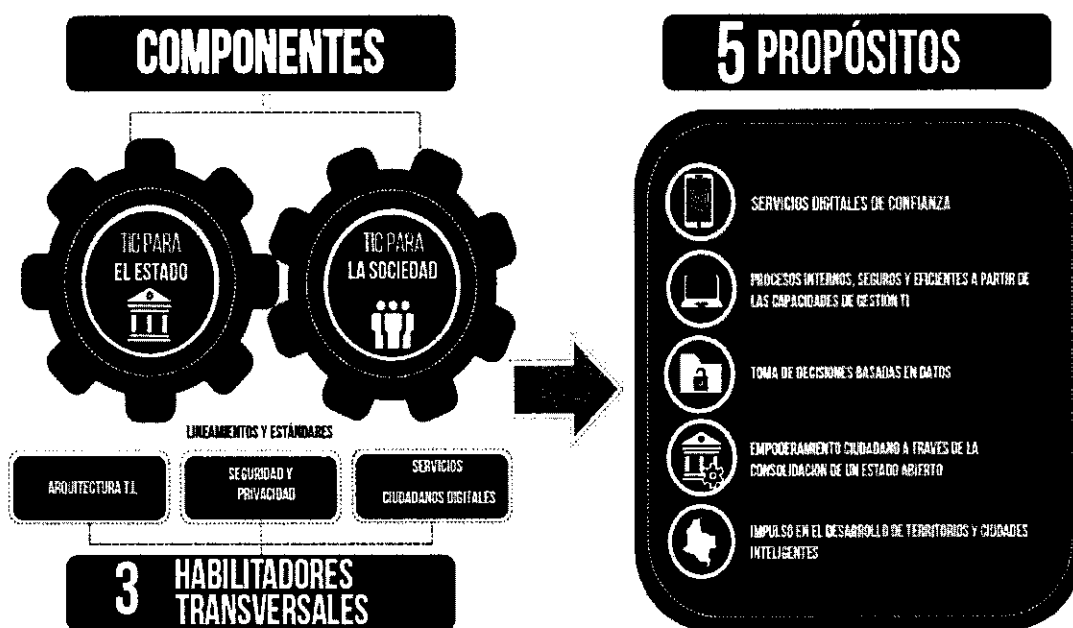 COMPONENTES
TIC PARA
EL ESTADO
TIC PARA
LA SOCIEDAD
LINEAMIENTOS Y ESTÁNDARES
ARQUITECTURA T.I.
SEGURIDAD Y
PRIVACIDAD
SERVICIOS
CIUDADANOS DIGITALES
3 HABILITADORES
TRANSVERSALES
5 PROPÓSITOS
SERVICIOS DIGITALES DE CONFIANZA
PROCESOS INTERNOS, SEGUROS Y EFICIENTES A PARTIR DE
LAS CAPACIDADES DE GESTIÓN TI
TOMA DE DECISIONES BASADAS EN DATOS
EMPODERAMIENTO CIUDADANO A TRAVÉS DE LA
CONSOLIDACIÓN DE UN ESTADO ABIERTO
IMPULSO EN EL DESARROLLO DE TERRITORIOS Y CIUDADES
INTELIGENTES